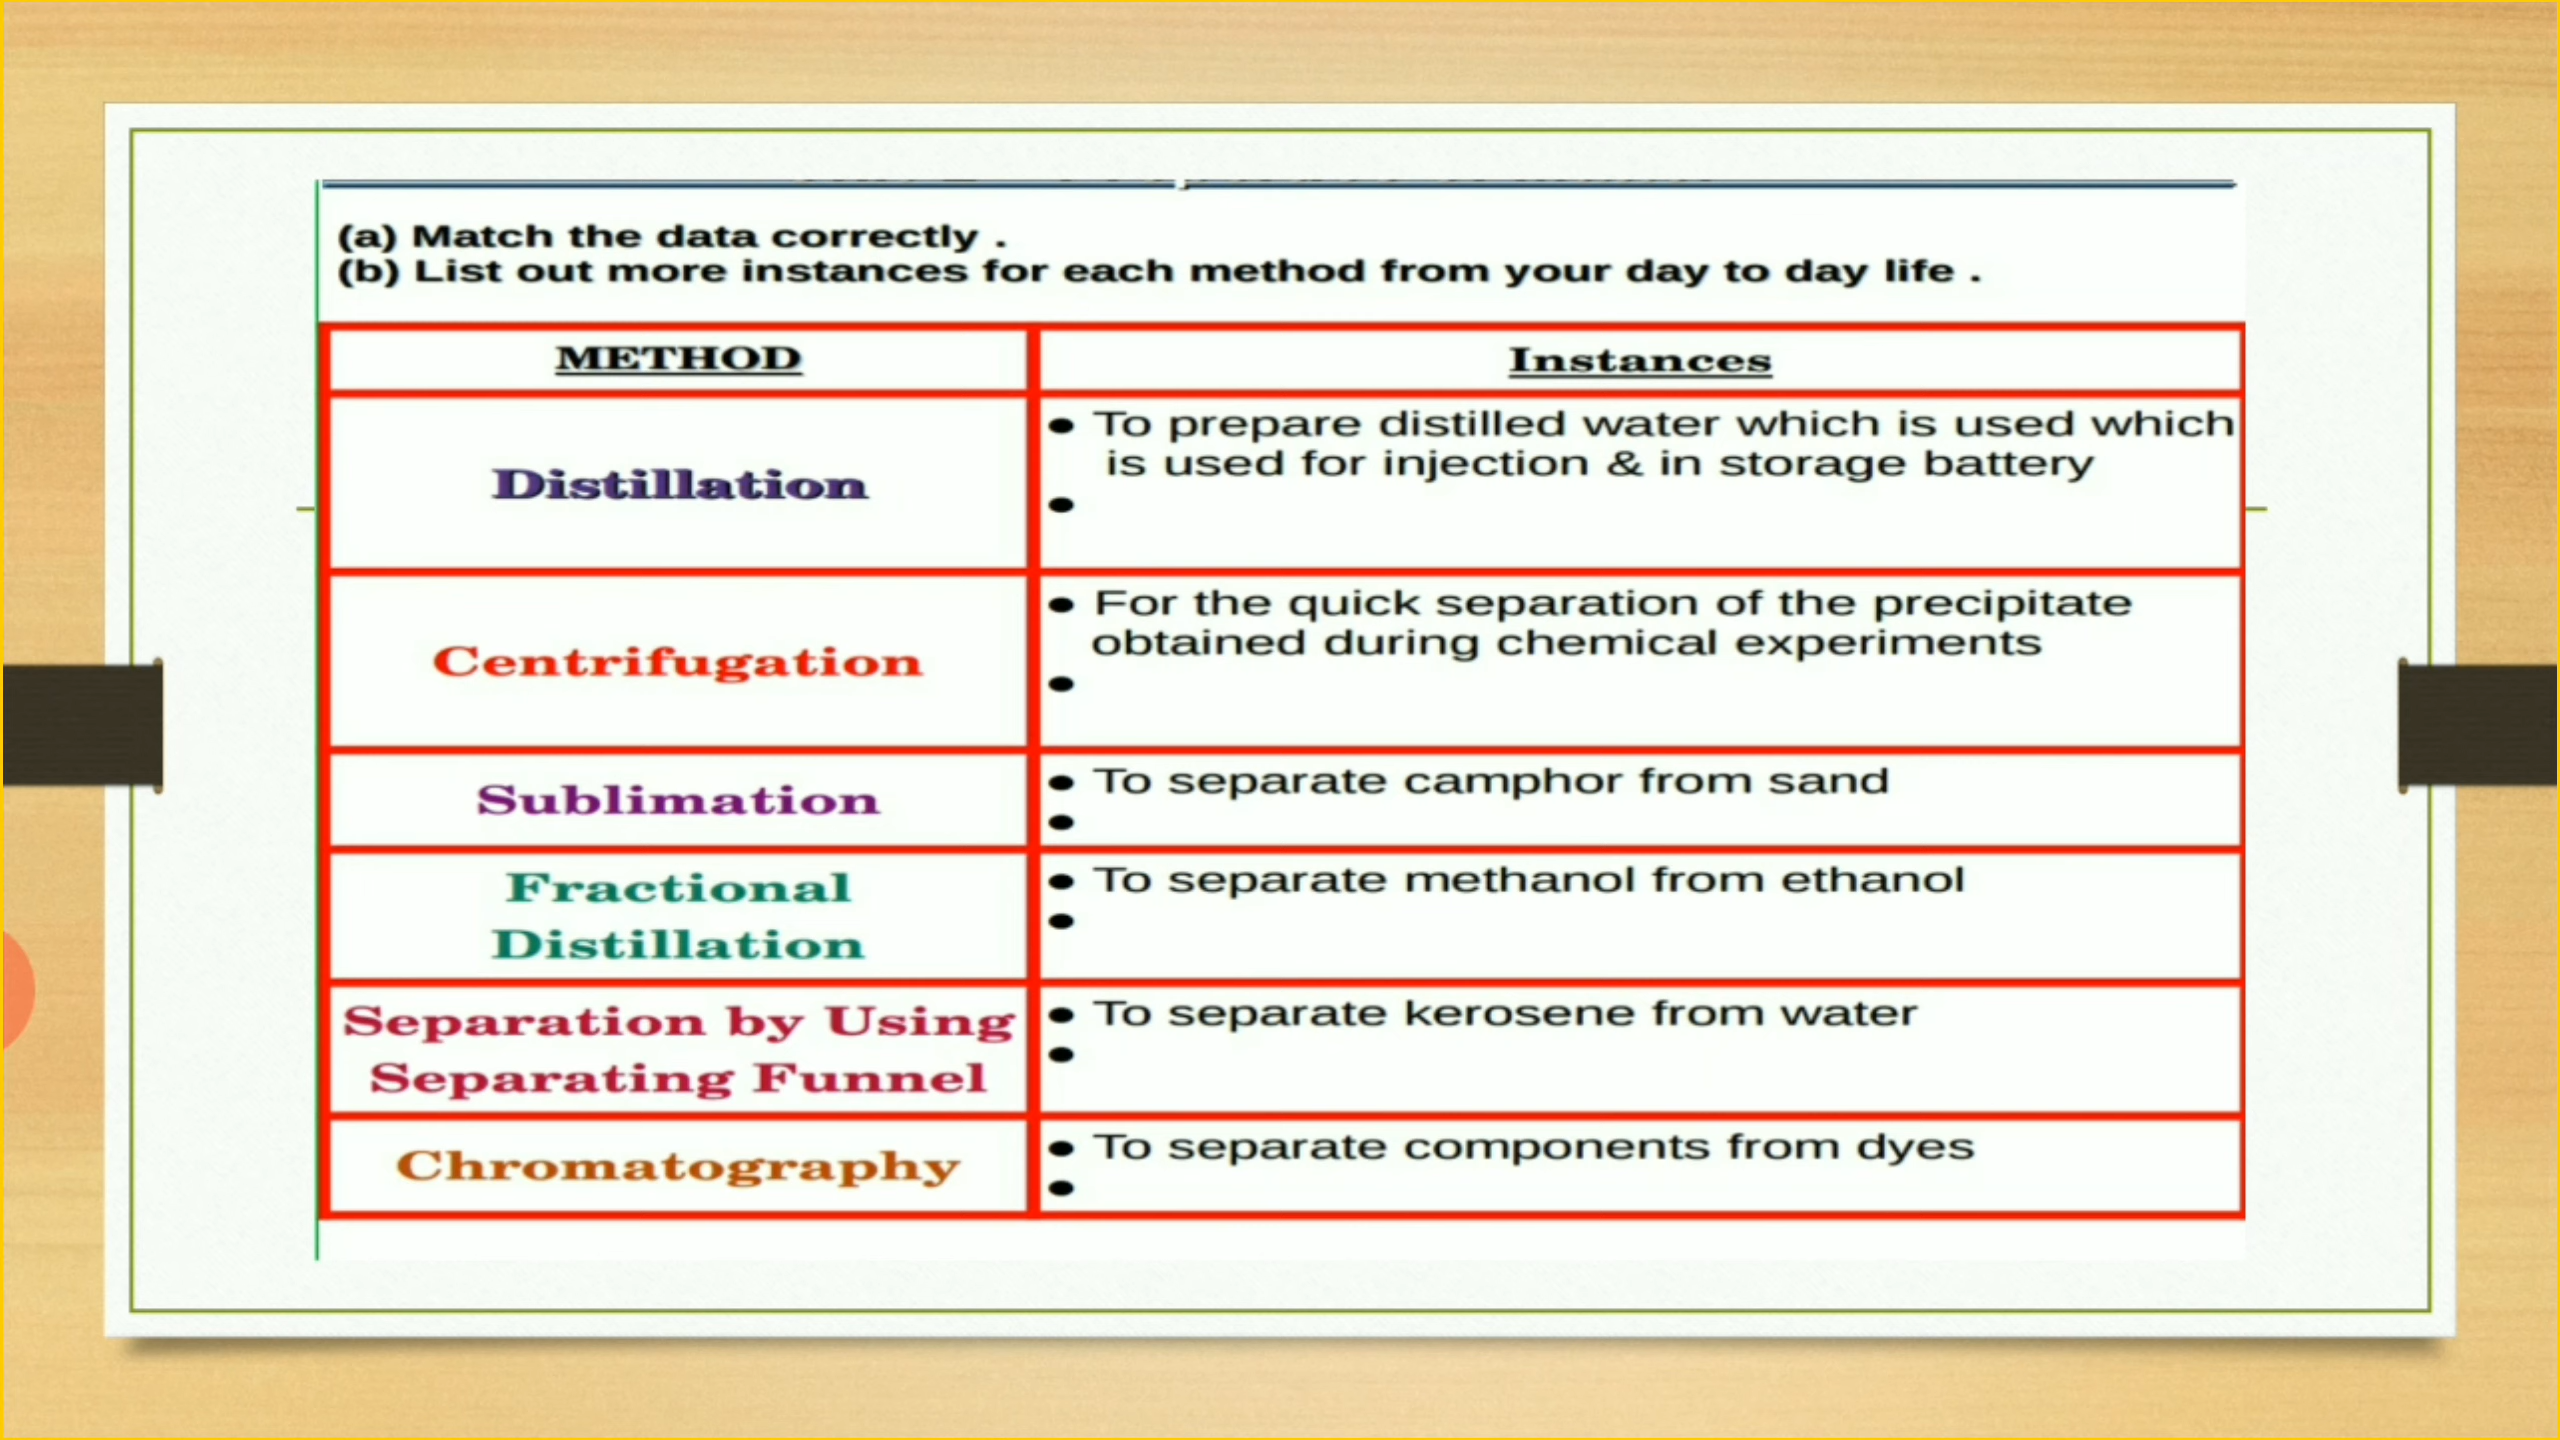 (a) Match the data correctly .
(b) List out more instances for each method from your day to day life .
METHOD
Instances
Distillation
● To prepare distilled water which is used which
is used for injection & in storage battery
●
Centrifugation
● For the quick separation of the precipitate
obtained during chemical experiments
●
Sublimation
● To separate camphor from sand
●
Fractional
Distillation
● To separate methanol from ethanol
●
Separation by Using
Separating Funnel
● To separate kerosene from water
●
Chromatography
● To separate components from dyes
●